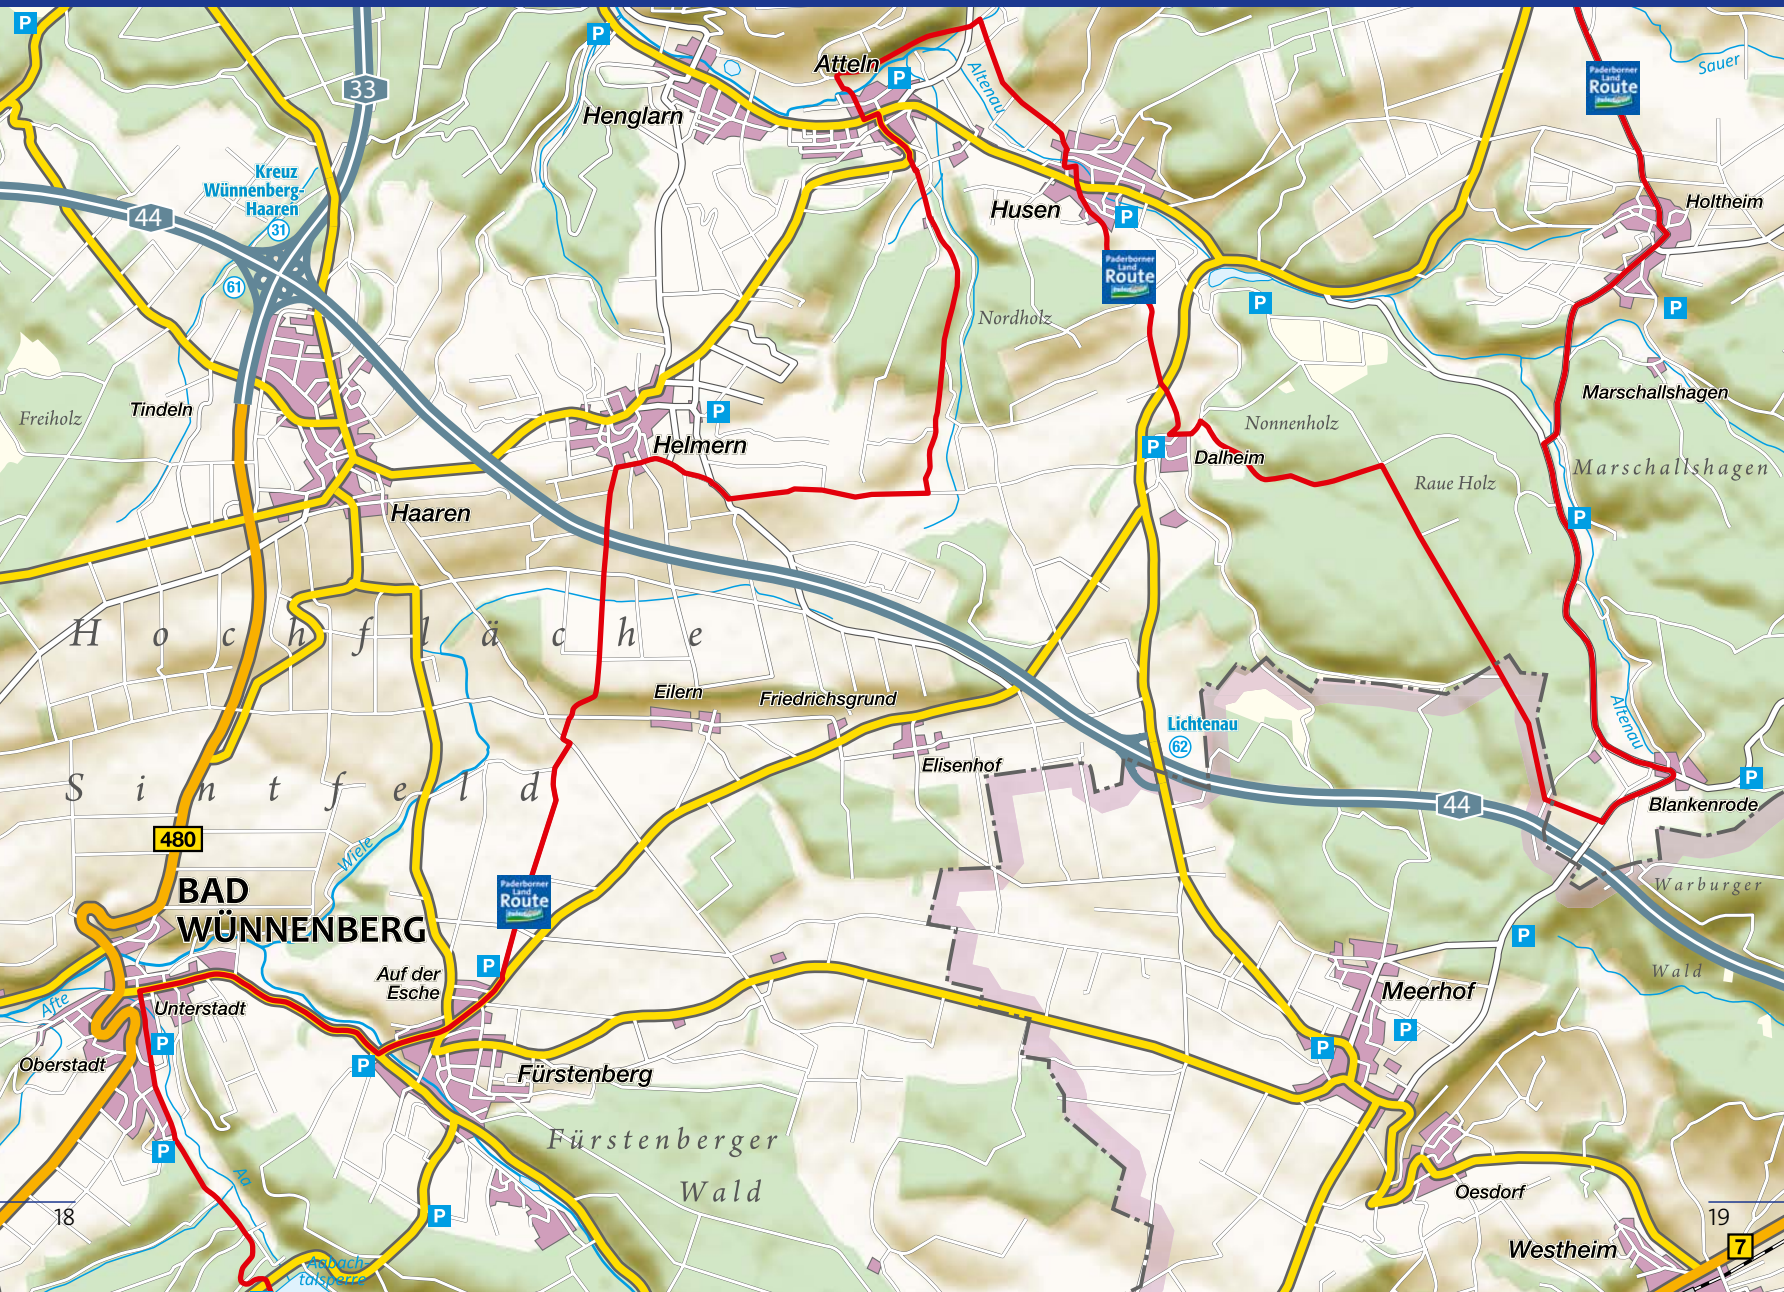 P
33
P
Atteln
P
Altenau
Henglarn
Sauer
Paderborner
Land
Route
Kreuz
Wünnenberg-
Haaren
31
44
61
Husen
P
Holtheim
Paderborner
Land
Route
P
P
Nordholz
Marschallshagen
Freiholz
Tindeln
P
Helmern
Nonnenholz
P
Dalheim
Raue Holz
Marschallshagen
Haaren
P
Hochfläche
Eilern
Friedrichsgrund
Lichtenau
62
Altenau
Elisenhof
Sintfeld
P
44
Blankenrode
480
Wiele
BAD
WÜNNENBERG
Paderborner
Land
Route
Warburger
P
Wald
Auf der
Esche
P
Meerhof
Afte
Unterstadt
P
P
P
P
Oberstadt
Fürstenberg
Fürstenberger
Wald
P
Aa
Oesdorf
18
P
19
Westheim
7
Aabach-
talsperre